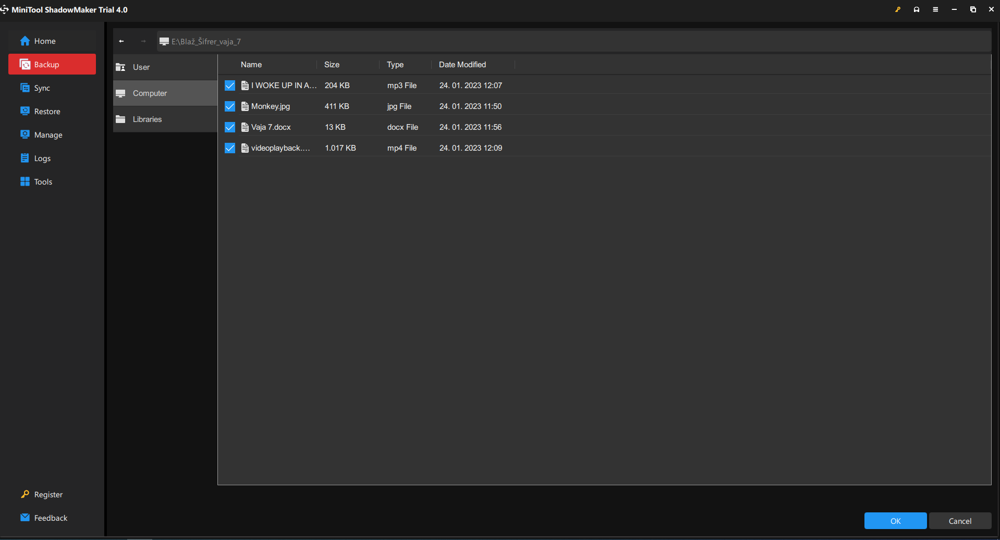 MiniTool ShadowMaker Trial 4.0
Home
Backup
Sync
Restore
Manage
Logs
Tools
Register
Feedback
E:\Blaž_Šifrer_vaja_7
User
Computer
Libraries
Name Size Type Date Modified
I WOKE UP IN A... 204 KB mp3 File 24. 01. 2023 12:07
Monkey.jpg 411 KB jpg File 24. 01. 2023 11:50
Vaja 7.docx 13 KB docx File 24. 01. 2023 11:56
videoplayback.... 1.017 KB mp4 File 24. 01. 2023 12:09
OK Cancel